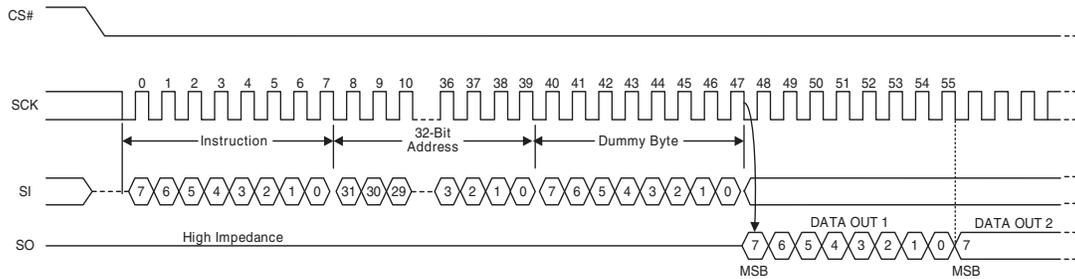 CS#
0 1 2 3 4 5 6 7 8 9 10 36 37 38 39 40 41 42 43 44 45 46 47 48 49 50 51 52 53 54 55
SCK
Instruction 32-Bit Address Dummy Byte
SI 7 6 5 4 3 2 1 0 31 30 29 3 2 1 0 7 6 5 4 3 2 1 0
DATA OUT 1 DATA OUT 2
SO High Impedance 7 6 5 4 3 2 1 0 7
MSB MSB